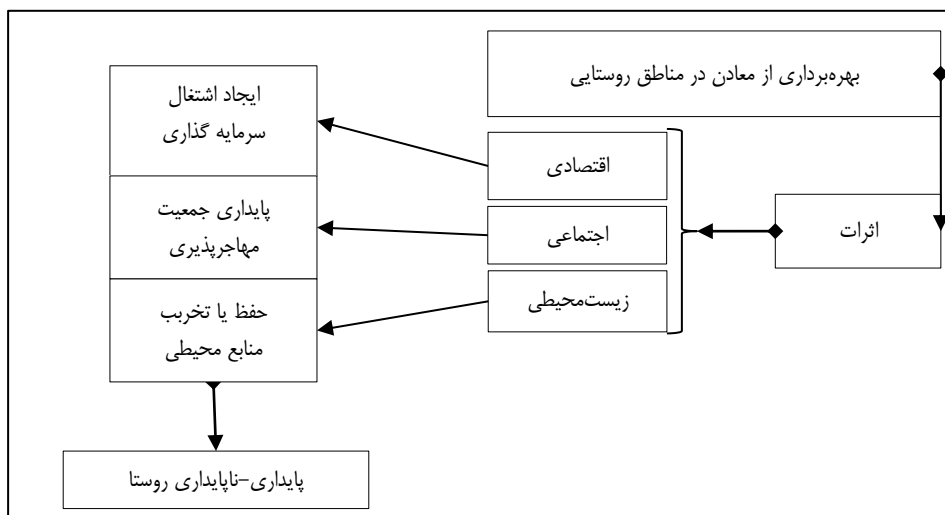 بهره‌برداری از معادن در مناطق روستایی
اثرات
اقتصادی
اجتماعی
زیست‌محیطی
ایجاد اشتغال
سرمایه گذاری
پایداری جمعیت
مهاجرپذیری
حفظ یا تخریب
منابع محیطی
پایداری-ناپایداری روستا